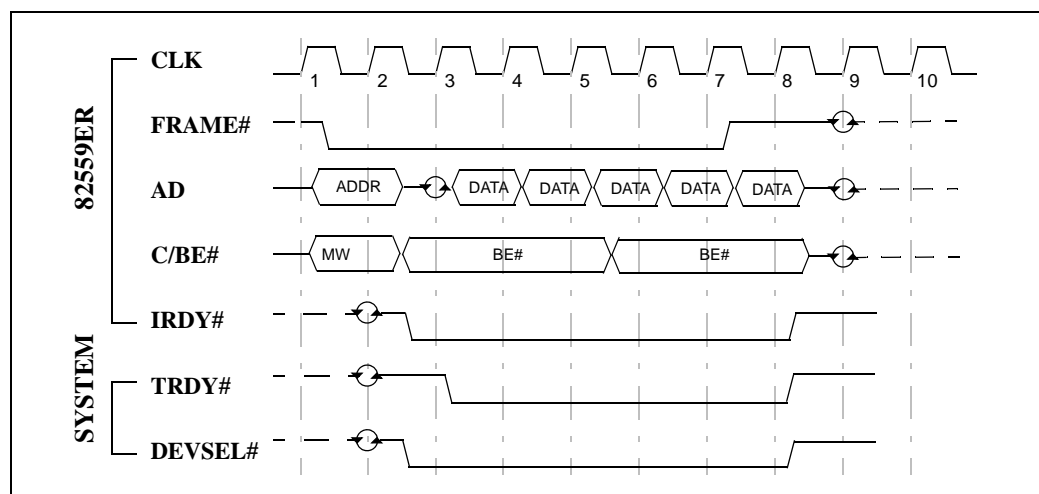 82559ER
SYSTEM
CLK
1 2 3 4 5 6 7 8 9 10
FRAME#
AD
ADDR DATA DATA DATA DATA DATA
C/BE#
MW BE# BE#
IRDY#
TRDY#
DEVSEL#